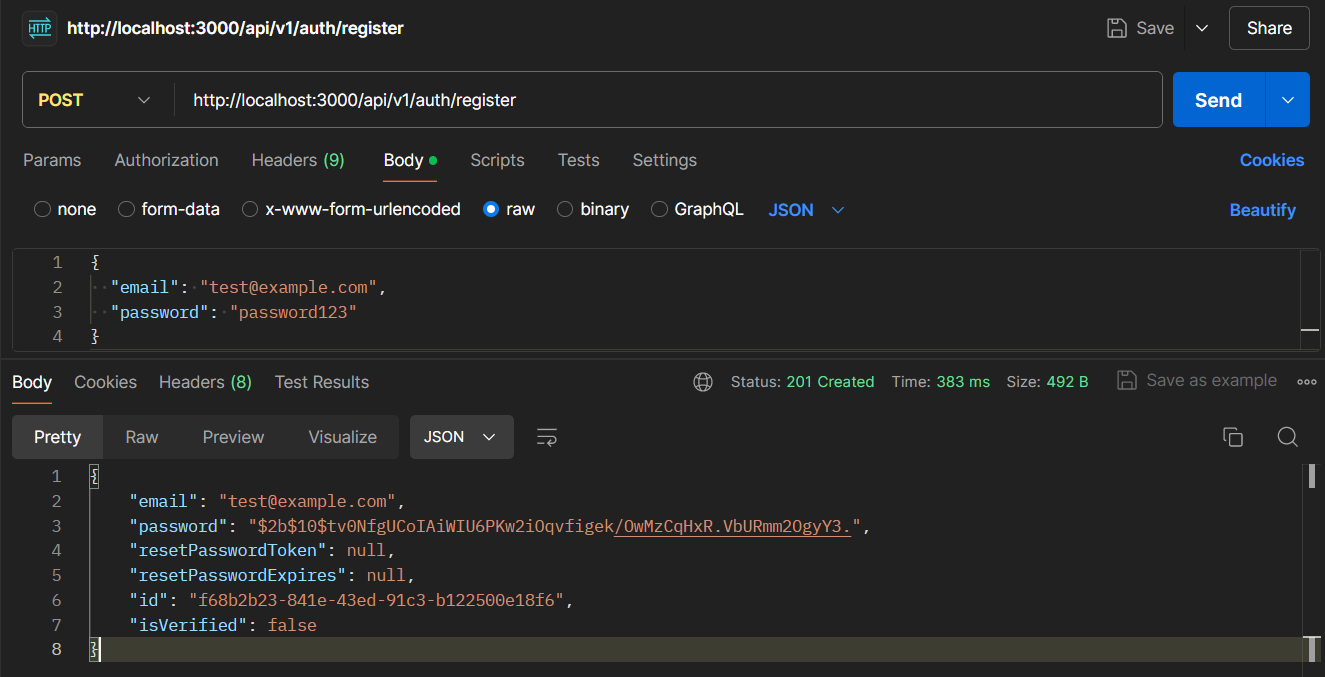 HTTP http://localhost:3000/api/v1/auth/register Save Share
POST http://localhost:3000/api/v1/auth/register Send
Params Authorization Headers (9) Body Scripts Tests Settings Cookies
none form-data x-www-form-urlencoded raw binary GraphQL JSON Beautify
1 {
2 "email": "test@example.com",
3 "password": "password123"
4 }
Body Cookies Headers (8) Test Results Status: 201 Created Time: 383 ms Size: 492 B Save as example
Pretty Raw Preview Visualize JSON
1 {
2 "email": "test@example.com",
3 "password": "$2b$10$tv0NfgUCoIAiWIU6PKw2iOqvfigek/OwMzCqHxR.VbURmm2OgyY3.",
4 "resetPasswordToken": null,
5 "resetPasswordExpires": null,
6 "id": "f68b2b23-841e-43ed-91c3-b122500e18f6",
7 "isVerified": false
8 }